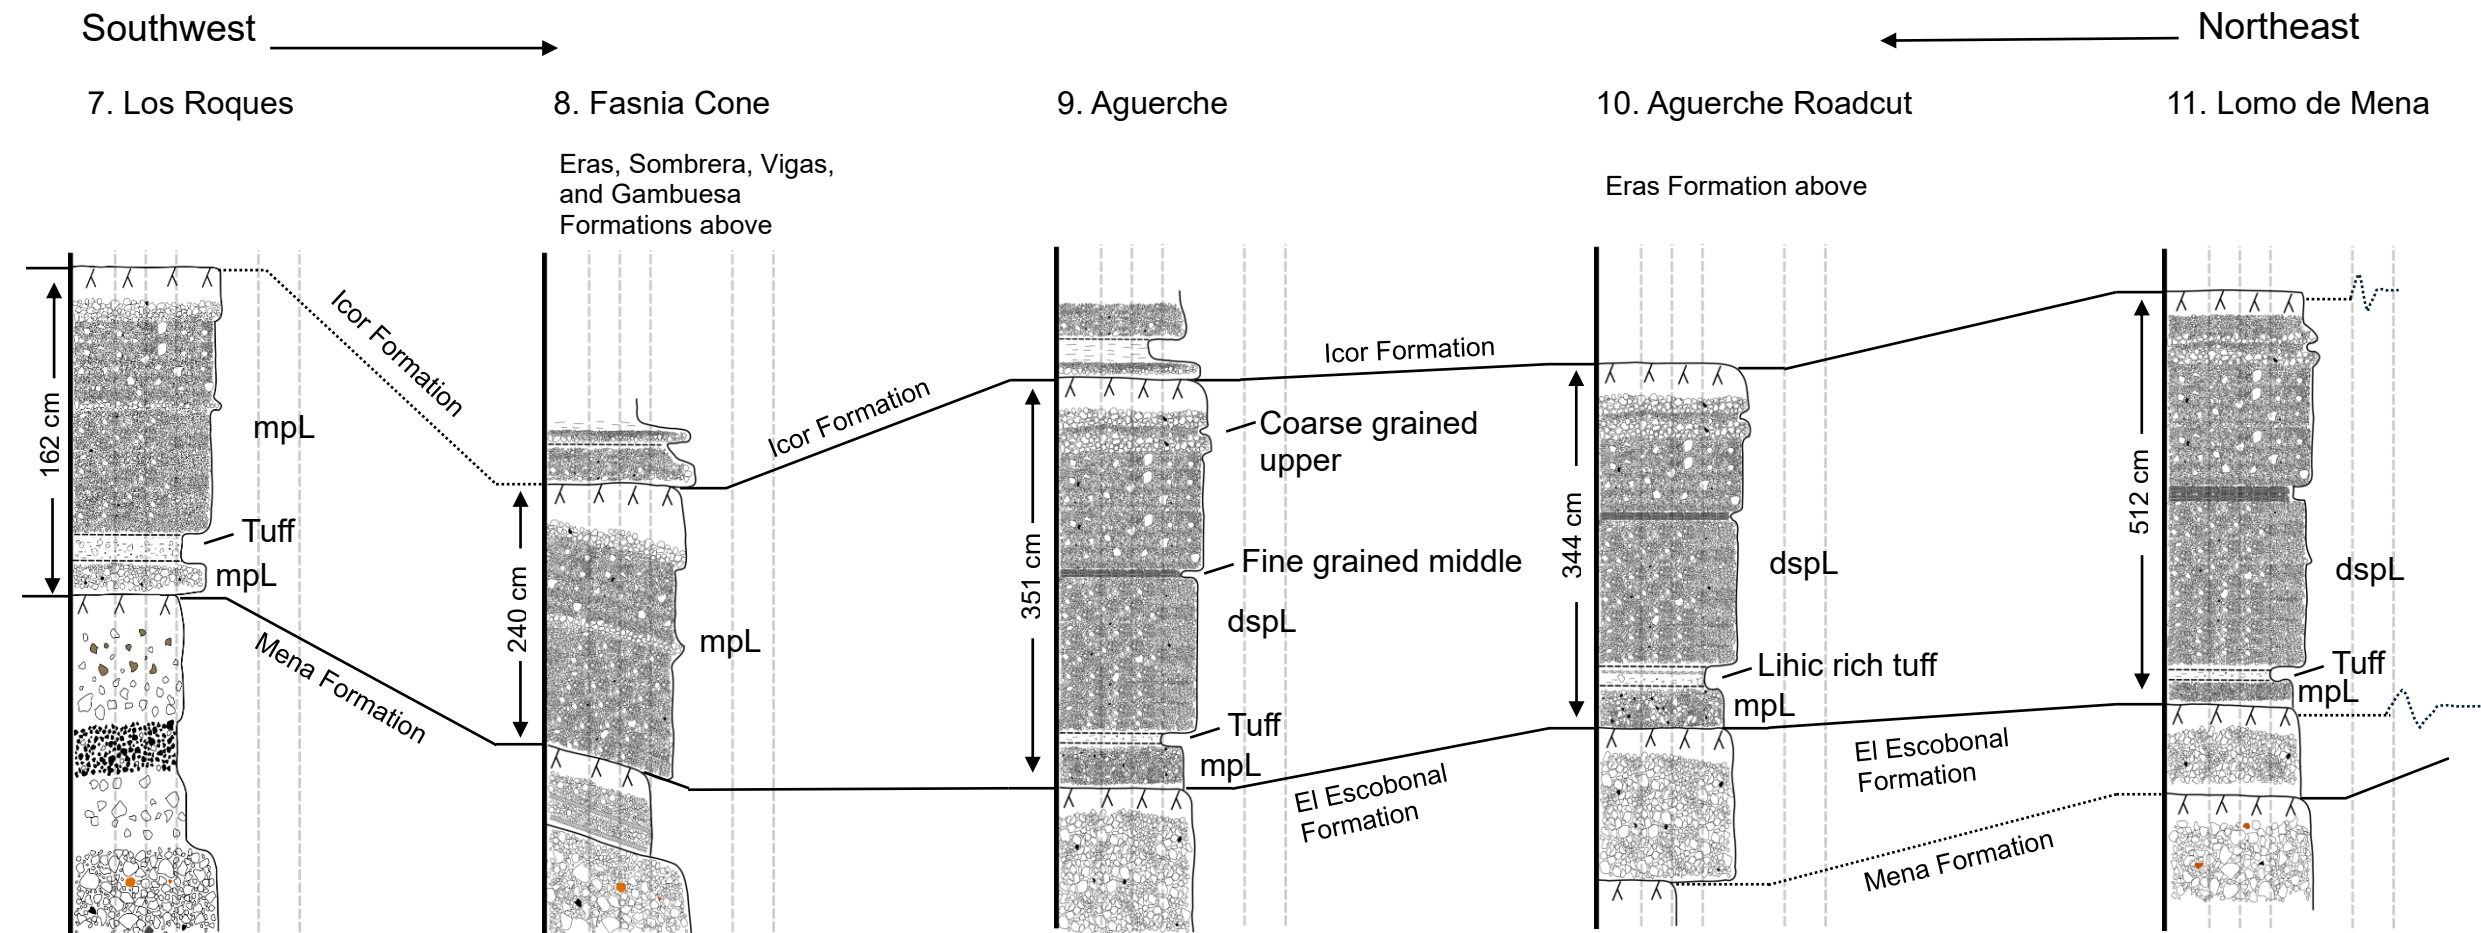 Southwest
Northeast
7. Los Roques
8. Fasnia Cone
9. Aguerche
10. Aguerche Roadcut
11. Lomo de Mena
Eras, Sombrera, Vigas,
and Gambuesa
Formations above
Eras Formation above
162 cm
mpL
Tuff
mpL
Icor Formation
Mena Formation
240 cm
mpL
Icor Formation
351 cm
Coarse grained
upper
Fine grained middle
dspL
Tuff
mpL
Icor Formation
El Escobonal
Formation
344 cm
dspL
Lihic rich tuff
mpL
El Escobonal
Formation
Mena Formation
512 cm
dspL
Tuff
mpL